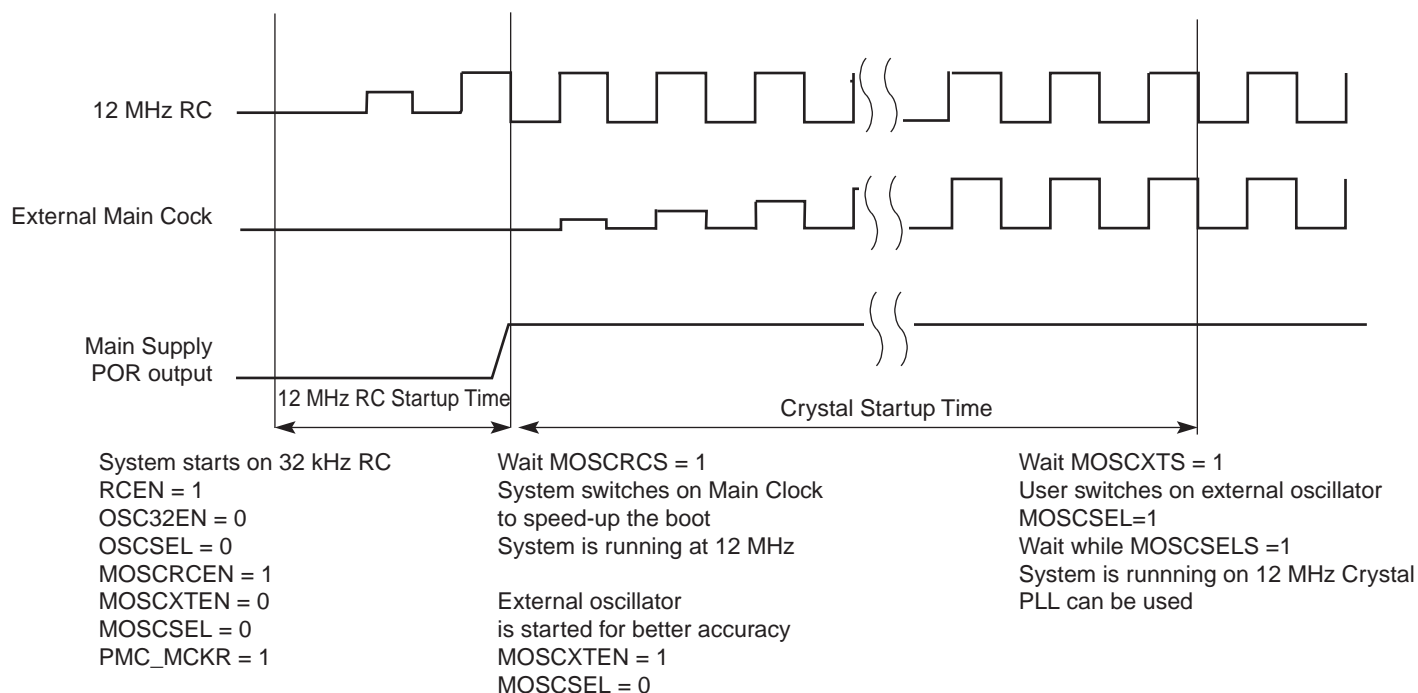 12 MHz RC
External Main Cock
Main Supply
POR output
12 MHz RC Startup Time
Crystal Startup Time
System starts on 32 kHz RC
RCEN = 1
OSC32EN = 0
OSCSEL = 0
MOSCRCEN = 1
MOSCXTEN = 0
MOSCSEL = 0
PMC_MCKR = 1
Wait MOSCRCS = 1
System switches on Main Clock
to speed-up the boot
System is running at 12 MHz
External oscillator
is started for better accuracy
MOSCXTEN = 1
MOSCSEL = 0
Wait MOSCXTS = 1
User switches on external oscillator
MOSCSEL=1
Wait while MOSCSELS =1
System is runnning on 12 MHz Crystal
PLL can be used